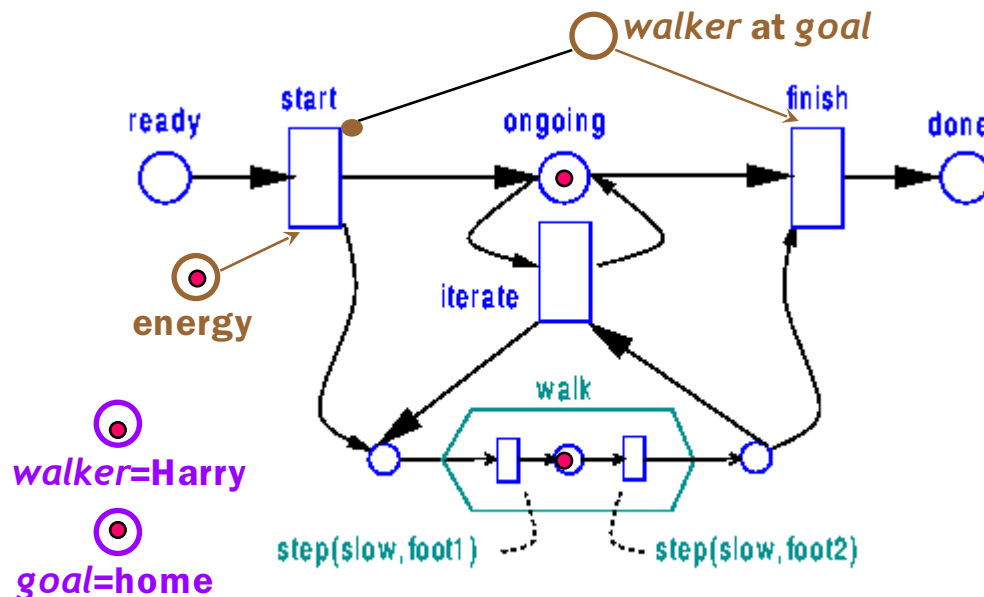 walker at goal
start
finish
ready
ongoing
done
iterate
energy
walk
walker=Harry
step(slow,foot1)
step(slow,foot2)
goal=home